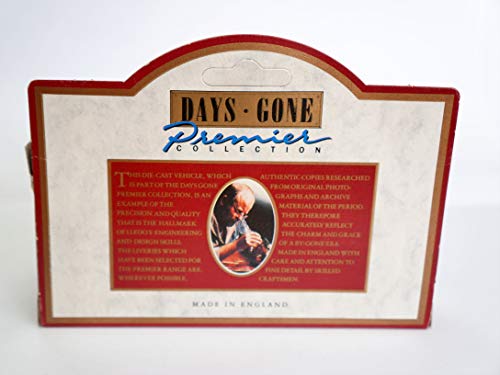 DAYS · GONE
Premier
COLLECTION
THIS DIE-CAST VEHICLE, WHICH
IS PART OF THE DAYS GONE
PREMIER COLLECTION, IS AN
EXAMPLE OF THE
PRECISION AND QUALITY
THAT IS THE HALLMARK
OF LLEDO'S ENGINEERING
AND DESIGN SKILL.
THE LIVERIES WHICH
HAVE BEEN SELECTED FOR
THE PREMIER RANGE ARE,
WHEREVER POSSIBLE,
AUTHENTIC COPIES RESEARCHED
FROM ORIGINAL PHOTO-
GRAPHS AND ARCHIVE
MATERIAL OF THE PERIOD.
THEY THEREFORE
ACCURATELY REFLECT
THE CHARM AND GRACE
OF A BY-GONE ERA.
MADE IN ENGLAND WITH
CARE AND ATTENTION TO
FINE DETAIL BY SKILLED
CRAFTSMEN.
MADE IN ENGLAND.